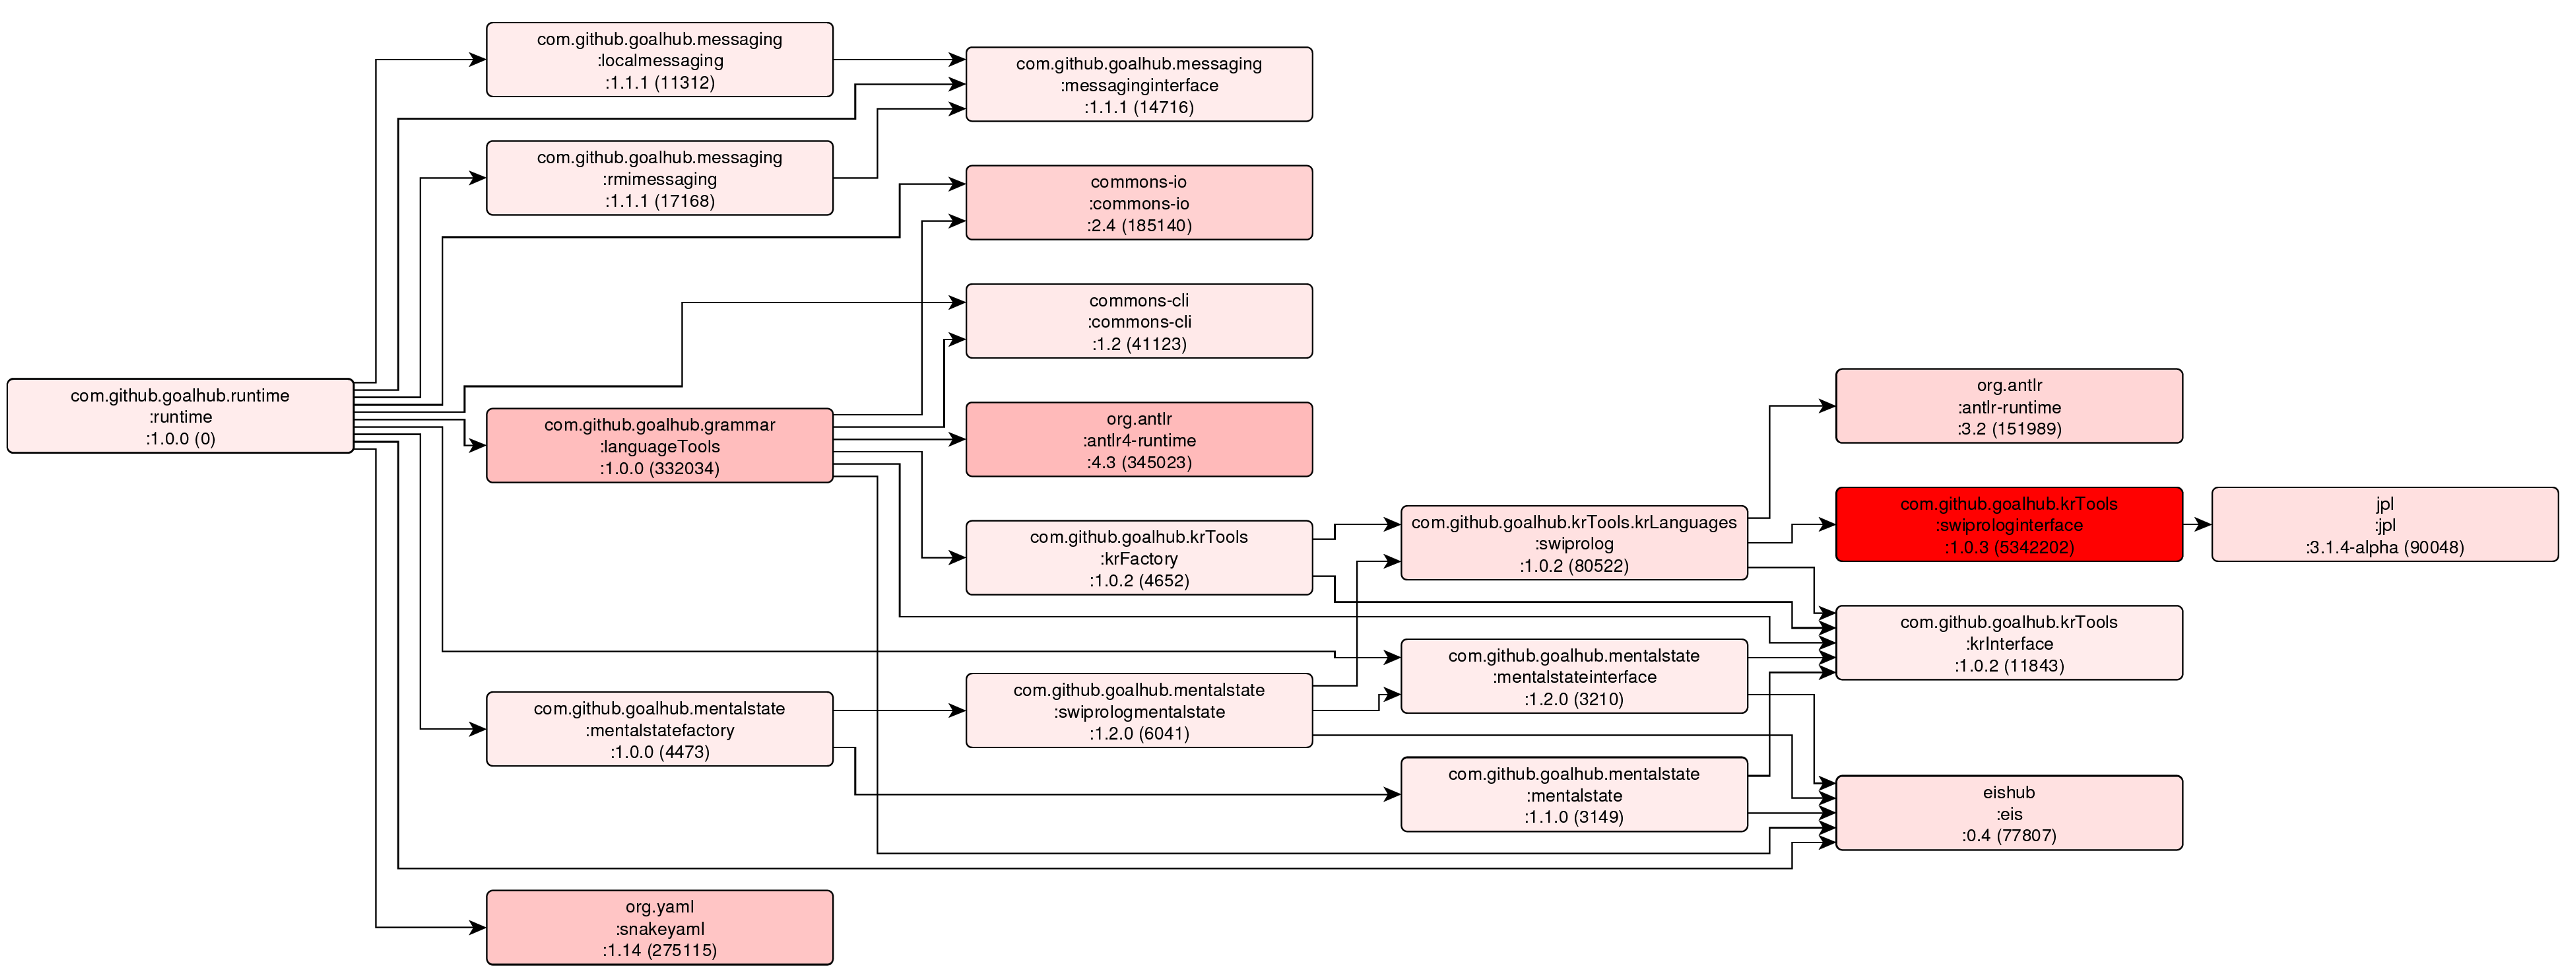 com.github.goalhub.messaging
:localmessaging
:1.1.1 (11312)
com.github.goalhub.messaging
:messaginginterface
:1.1.1 (14716)
com.github.goalhub.messaging
:rmimessaging
:1.1.1 (17168)
commons-io
:commons-io
:2.4 (185140)
commons-cli
:commons-cli
:1.2 (41123)
com.github.goalhub.runtime
:runtime
:1.0.0 (0)
com.github.goalhub.grammar
:languageTools
:1.0.0 (332034)
org.antlr
:antlr4-runtime
:4.3 (345023)
org.antlr
:antlr-runtime
:3.2 (151989)
com.github.goalhub.krTools
:krFactory
:1.0.2 (4652)
com.github.goalhub.krTools.krLanguages
:swiprolog
:1.0.2 (80522)
com.github.goalhub.krTools
:swiprologinterface
:1.0.3 (5342202)
jpl
:jpl
:3.1.4-alpha (90048)
com.github.goalhub.krTools
:krInterface
:1.0.2 (11843)
com.github.goalhub.mentalstate
:mentalstatefactory
:1.0.0 (4473)
com.github.goalhub.mentalstate
:swiprologmentalstate
:1.2.0 (6041)
com.github.goalhub.mentalstate
:mentalstateinterface
:1.2.0 (3210)
com.github.goalhub.mentalstate
:mentalstate
:1.1.0 (3149)
eishub
:eis
:0.4 (77807)
org.yaml
:snakeyaml
:1.14 (275115)